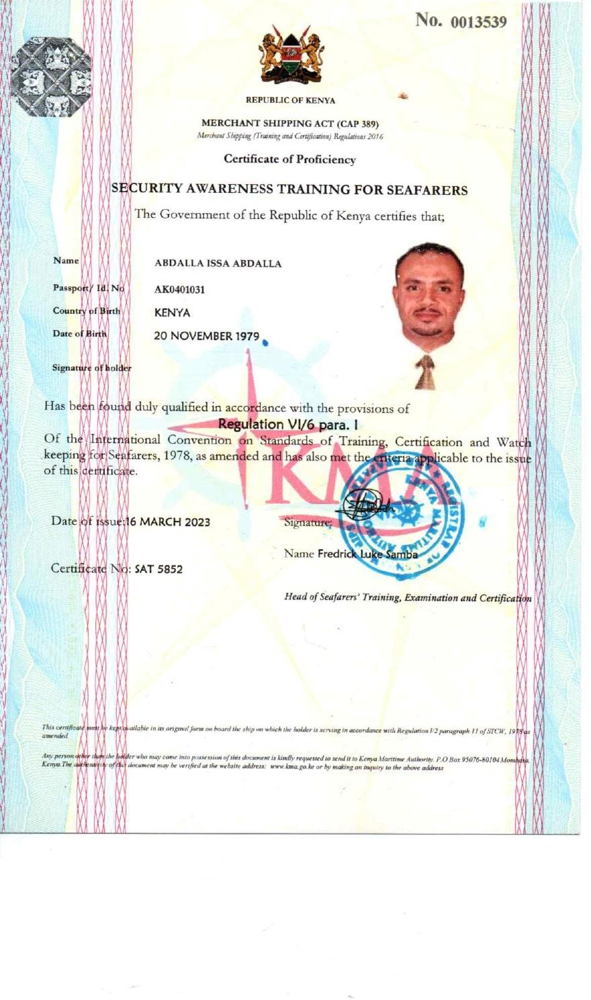 No. 0013539
REPUBLIC OF KENYA
MERCHANT SHIPPING ACT (CAP 389)
Merchant Shipping (Training and Certification) Regulations 2016
Certificate of Proficiency
SECURITY AWARENESS TRAINING FOR SEAFARERS
The Government of the Republic of Kenya certifies that;
Name ABDALLA ISSA ABDALLA
Passport/ Id. No AK0401031
Country of Birth KENYA
Date of Birth 20 NOVEMBER 1979
Signature of holder
Has been found duly qualified in accordance with the provisions of
Regulation VI/6 para. I
Of the International Convention on Standards of Training, Certification and Watch
keeping for Seafarers, 1978, as amended and has also met the criteria applicable to the issue
of this certificate.
KMA
REGISTRAR OF
KENYA MARITIME
Date of issue:16 MARCH 2023
Signature:
Name Fredrick Luke Samba
Certificate No: SAT 5852
Head of Seafarers' Training, Examination and Certification
This certificate must be kept available in its original form on board the ship on which the holder is serving in accordance with Regulation I/2 paragraph 11 of STCW, 1978 as
amended.
Any person other than the holder who may come into possession of this document is kindly requested to send it to Kenya Maritime Authority. P.O Box 95076-80104 Mombasa,
Kenya.The authenticity of this document may be verified at the website address: www.kma.go.ke or by making an inquiry to the above address